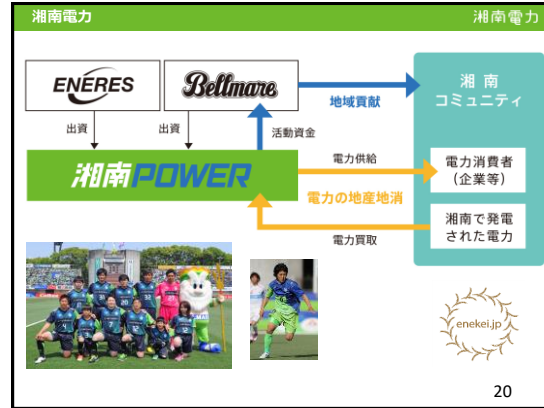 湘南電力
湘南電力
ENERES
Bellmare
湘 南
コミュニティ
地域貢献
出資
出資
活動資金
湘南POWER
電力供給
電力消費者
（企業等）
電力の地産地消
湘南で発電
された電力
電力買取
enekei.jp
20